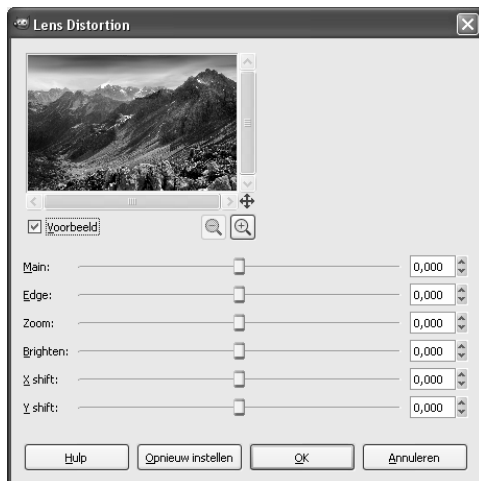 Lens Distortion
Voorbeeld
Main: 0,000
Edge: 0,000
Zoom: 0,000
Brighten: 0,000
X shift: 0,000
Y shift: 0,000
Hulp Opnieuw instellen OK Annuleren